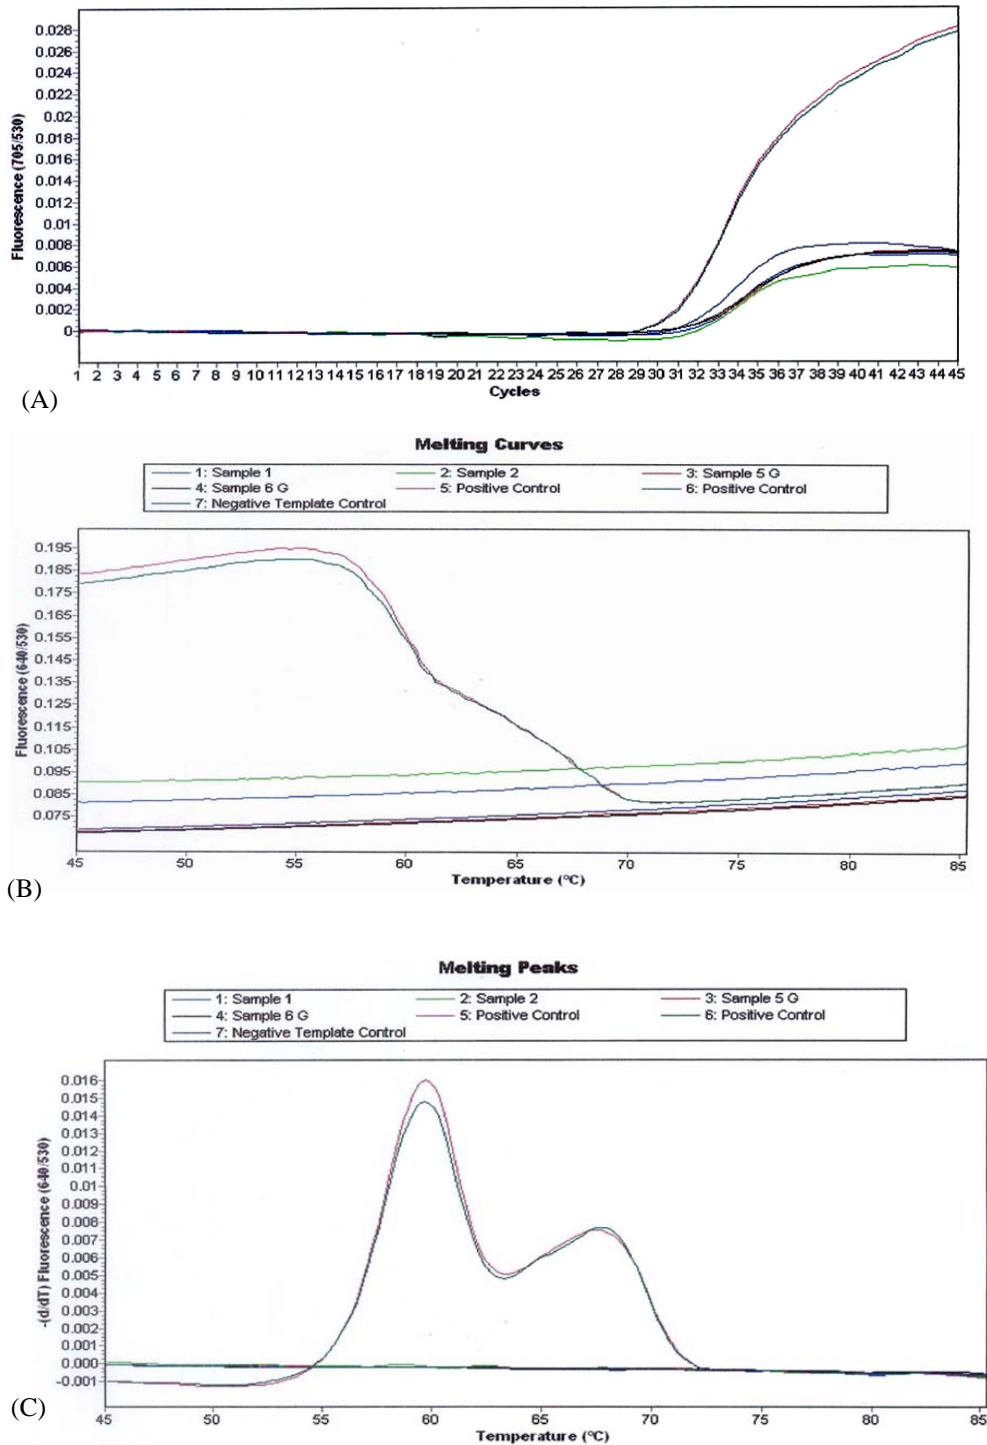 0.028
0.026
0.024
0.022
0.02
0.018
0.016
0.014
0.012
0.01
0.008
0.006
0.004
0.002
0
Fluorescence (705/530)
1 2 3 4 5 6 7 8 9 10 11 12 13 14 15 16 17 18 19 20 21 22 23 24 25 26 27 28 29 30 31 32 33 34 35 36 37 38 39 40 41 42 43 44 45
Cycles
(A)
Melting Curves
1: Sample 1 2: Sample 2 3: Sample 5 G
4: Sample 6 G 5: Positive Control 6: Positive Control
7: Negative Template Control
0.195
0.185
0.175
0.165
0.155
0.145
0.135
0.125
0.115
0.105
0.095
0.085
0.075
Fluorescence (640/530)
45 50 55 60 65 70 75 80 85
Temperature (°C)
(B)
Melting Peaks
1: Sample 1 2: Sample 2 3: Sample 5 G
4: Sample 6 G 5: Positive Control 6: Positive Control
7: Negative Template Control
0.016
0.015
0.014
0.013
0.012
0.011
0.010
0.009
0.008
0.007
0.006
0.005
0.004
0.003
0.002
0.001
0.000
-0.001
-(d/dT) Fluorescence (640/530)
45 50 55 60 65 70 75 80 85
Temperature (°C)
(C)